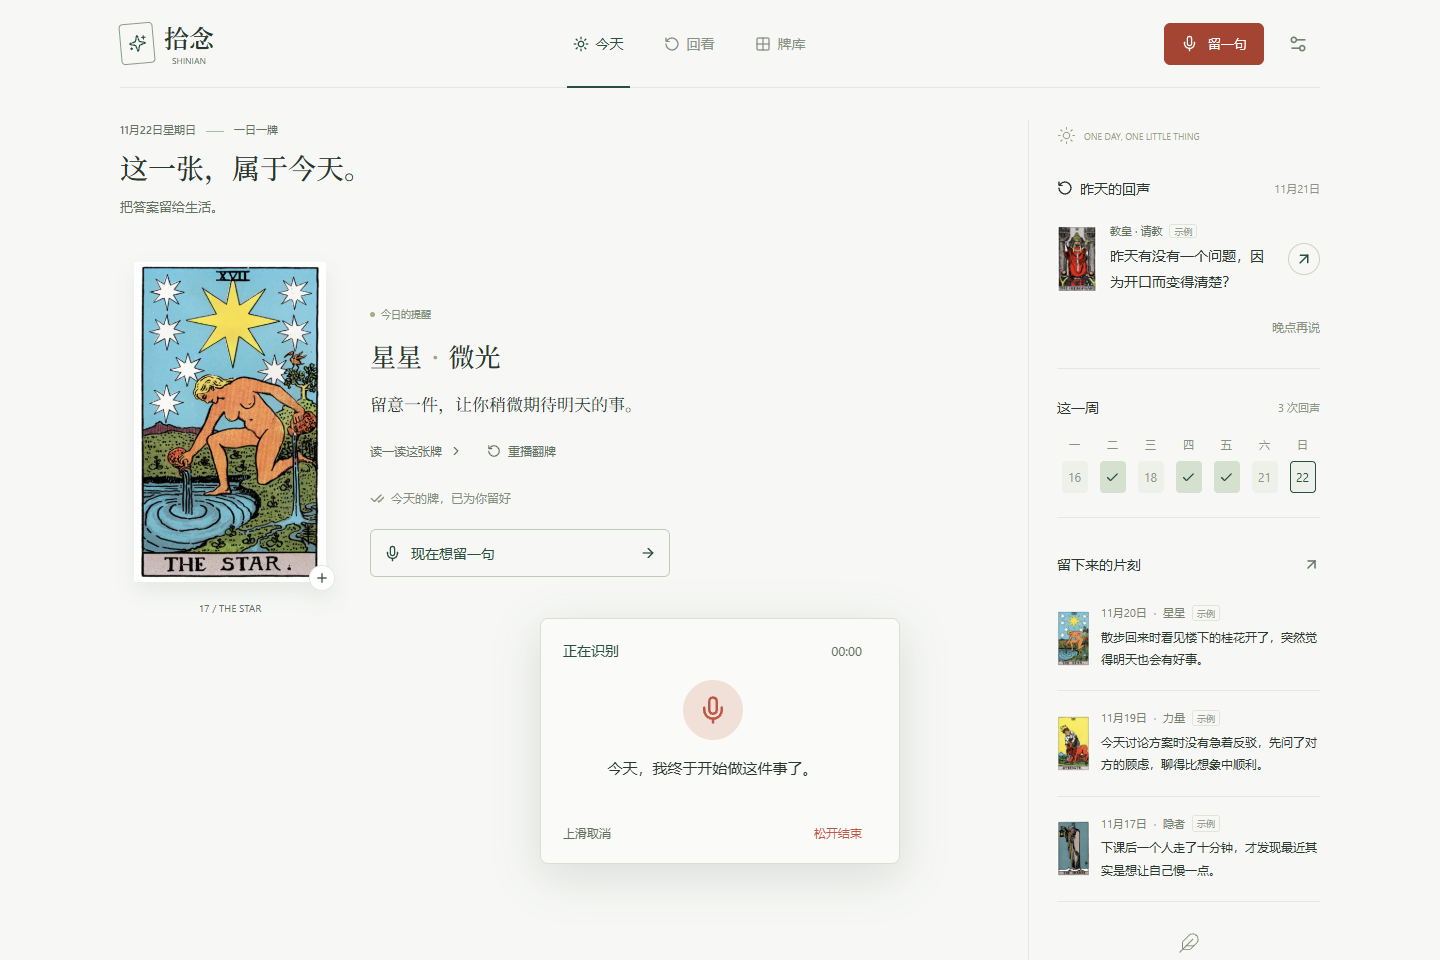 拾念
SHINIAN
今天
回看
牌库
留一句
11月22日星期日 — 一日一牌
这一张，属于今天。
把答案留给生活。
XVII
THE STAR.
17 / THE STAR
今日的提醒
星星 · 微光
留意一件，让你稍微期待明天的事。
读一读这张牌
重播翻牌
今天的牌，已为你留好
现在想留一句
正在识别
00:00
今天，我终于开始做这件事了。
上滑取消
松开结束
ONE DAY, ONE LITTLE THING
昨天的回声
11月21日
教皇 · 请教 示例
昨天有没有一个问题，因
为开口而变得清楚？
晚点再说
这一周
3 次回声
一 二 三 四 五 六 日
16 18 21 22
留下来的片刻
11月20日 · 星星 示例
散步回来时看见楼下的桂花开了，突然觉
得明天也会有好事。
11月19日 · 力量 示例
今天讨论方案时没有急着反驳，先问了对
方的顾虑，聊得比想象中顺利。
11月17日 · 隐者 示例
下课后一个人走了十分钟，才发现最近其
实是想让自己慢一点。